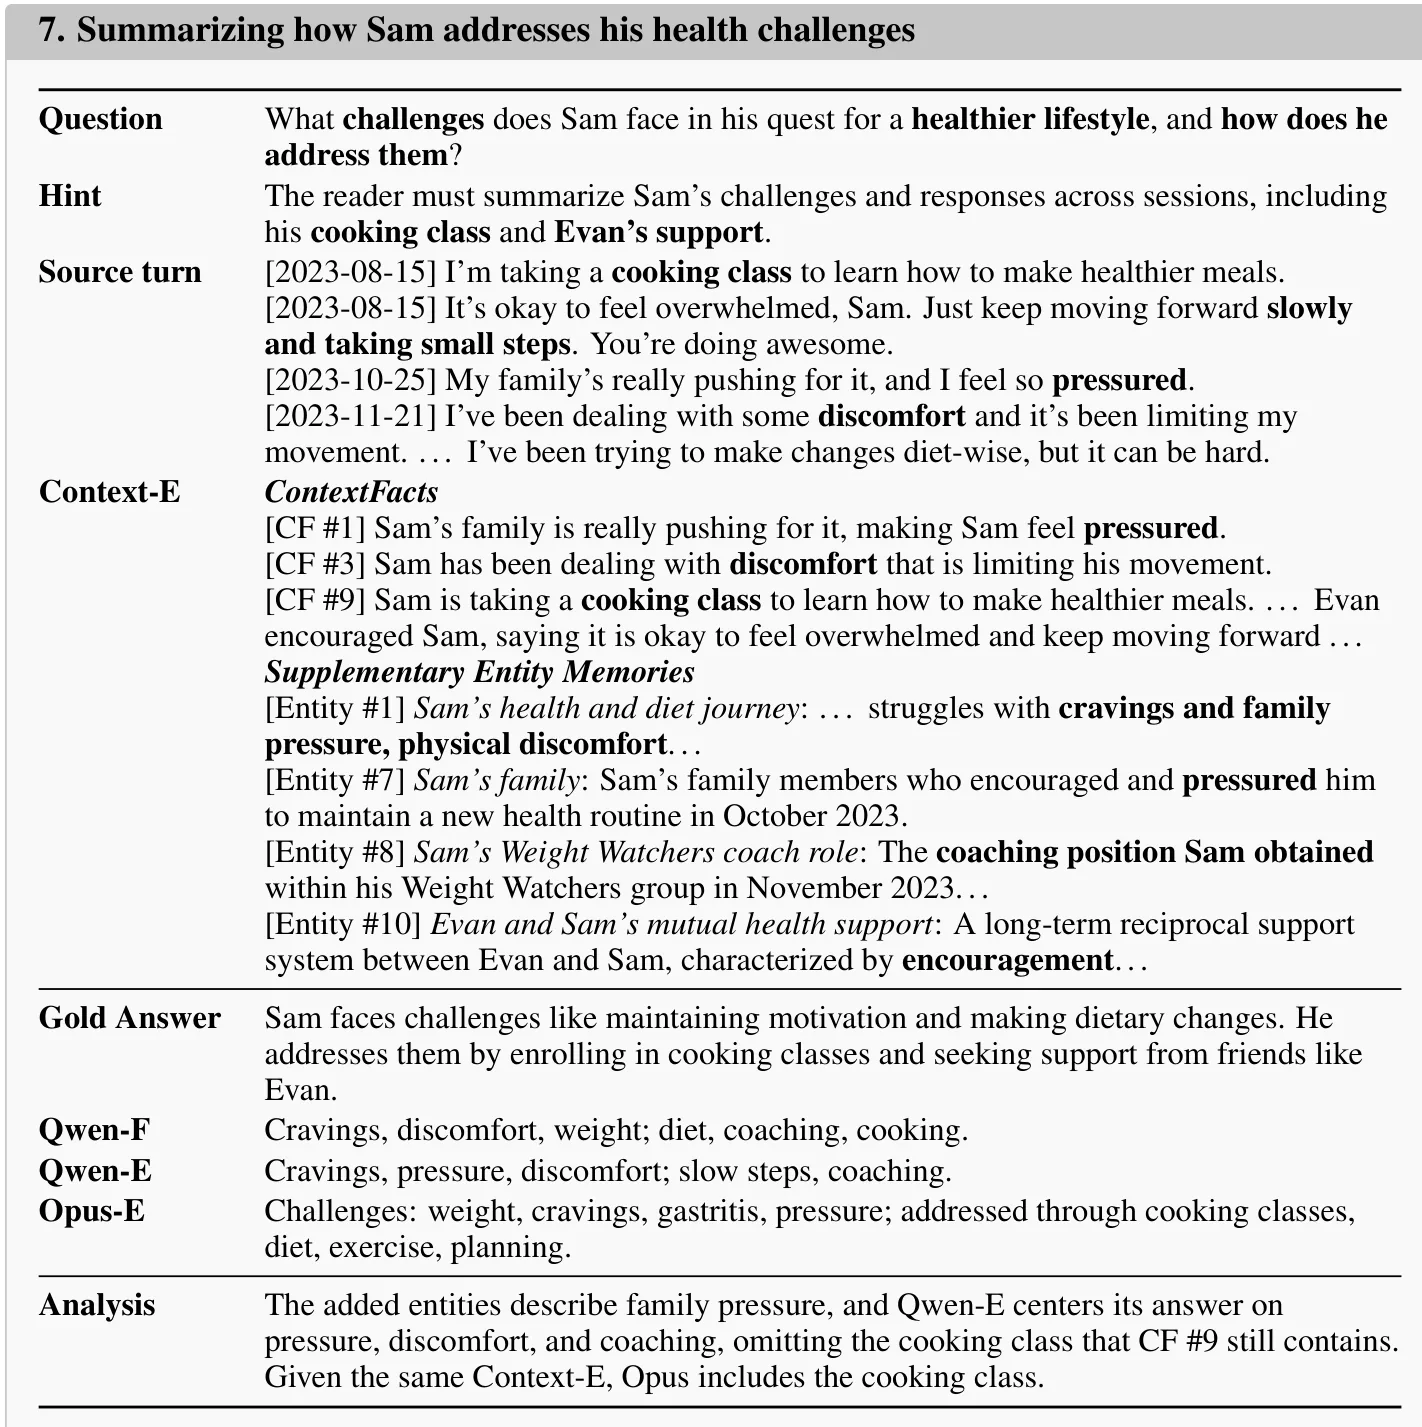 7. Summarizing how Sam addresses his health challenges
Question What challenges does Sam face in his quest for a healthier lifestyle, and how does he
address them?
Hint The reader must summarize Sam's challenges and responses across sessions, including
his cooking class and Evan's support.
Source turn [2023-08-15] I'm taking a cooking class to learn how to make healthier meals.
[2023-08-15] It's okay to feel overwhelmed, Sam. Just keep moving forward slowly
and taking small steps. You're doing awesome.
[2023-10-25] My family's really pushing for it, and I feel so pressured.
[2023-11-21] I've been dealing with some discomfort and it's been limiting my
movement. ... I've been trying to make changes diet-wise, but it can be hard.
Context-E ContextFacts
[CF #1] Sam's family is really pushing for it, making Sam feel pressured.
[CF #3] Sam has been dealing with discomfort that is limiting his movement.
[CF #9] Sam is taking a cooking class to learn how to make healthier meals. ... Evan
encouraged Sam, saying it is okay to feel overwhelmed and keep moving forward ...
Supplementary Entity Memories
[Entity #1] Sam's health and diet journey: ... struggles with cravings and family
pressure, physical discomfort...
[Entity #7] Sam's family: Sam's family members who encouraged and pressured him
to maintain a new health routine in October 2023.
[Entity #8] Sam's Weight Watchers coach role: The coaching position Sam obtained
within his Weight Watchers group in November 2023...
[Entity #10] Evan and Sam's mutual health support: A long-term reciprocal support
system between Evan and Sam, characterized by encouragement...
Gold Answer Sam faces challenges like maintaining motivation and making dietary changes. He
addresses them by enrolling in cooking classes and seeking support from friends like
Evan.
Qwen-F Cravings, discomfort, weight; diet, coaching, cooking.
Qwen-E Cravings, pressure, discomfort; slow steps, coaching.
Opus-E Challenges: weight, cravings, gastritis, pressure; addressed through cooking classes,
diet, exercise, planning.
Analysis The added entities describe family pressure, and Qwen-E centers its answer on
pressure, discomfort, and coaching, omitting the cooking class that CF #9 still contains.
Given the same Context-E, Opus includes the cooking class.